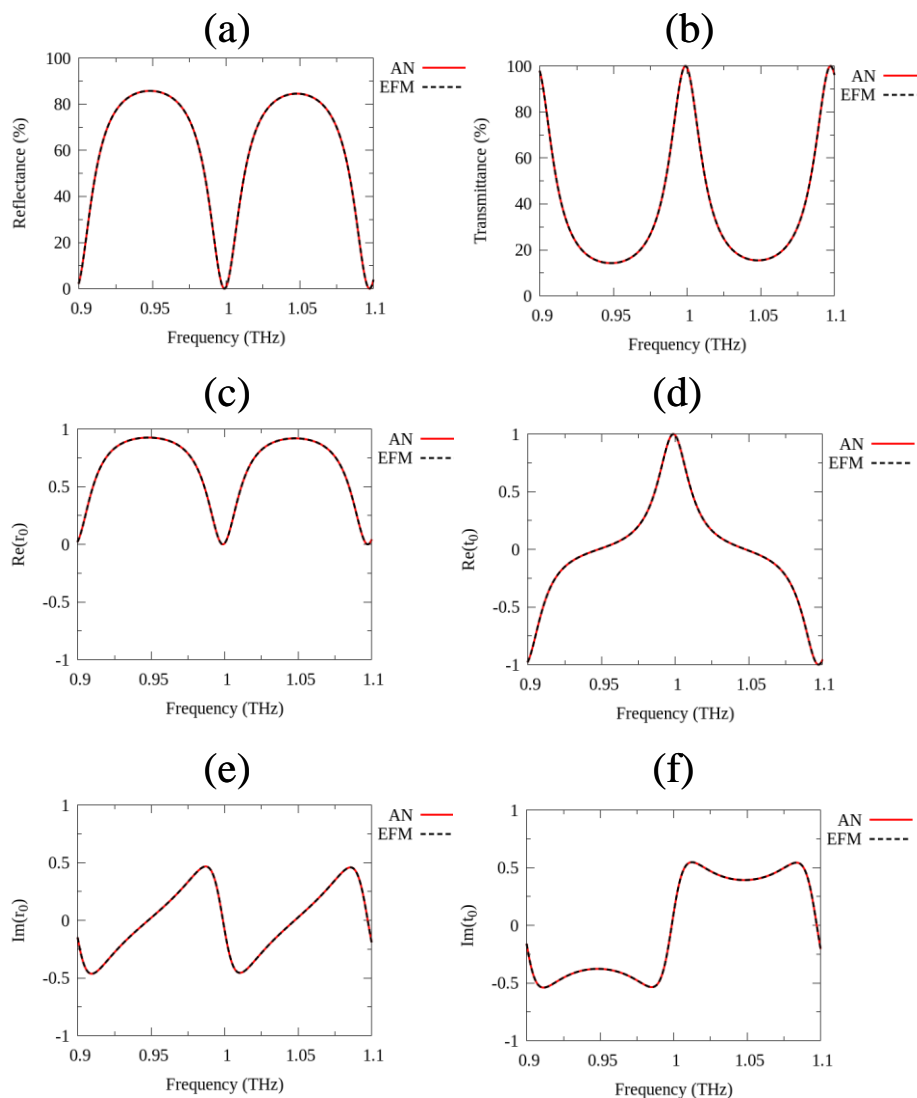 (a)
Reflectance (%)
100
80
60
40
20
0
0.9 0.95 1 1.05 1.1
Frequency (THz)
AN
EFM
(b)
Transmittance (%)
100
80
60
40
20
0
0.9 0.95 1 1.05 1.1
Frequency (THz)
AN
EFM
(c)
Re(r₀)
1
0.5
0
-0.5
-1
0.9 0.95 1 1.05 1.1
Frequency (THz)
AN
EFM
(d)
Re(t₀)
1
0.5
0
-0.5
-1
0.9 0.95 1 1.05 1.1
Frequency (THz)
AN
EFM
(e)
Im(r₀)
1
0.5
0
-0.5
-1
0.9 0.95 1 1.05 1.1
Frequency (THz)
AN
EFM
(f)
Im(t₀)
1
0.5
0
-0.5
-1
0.9 0.95 1 1.05 1.1
Frequency (THz)
AN
EFM